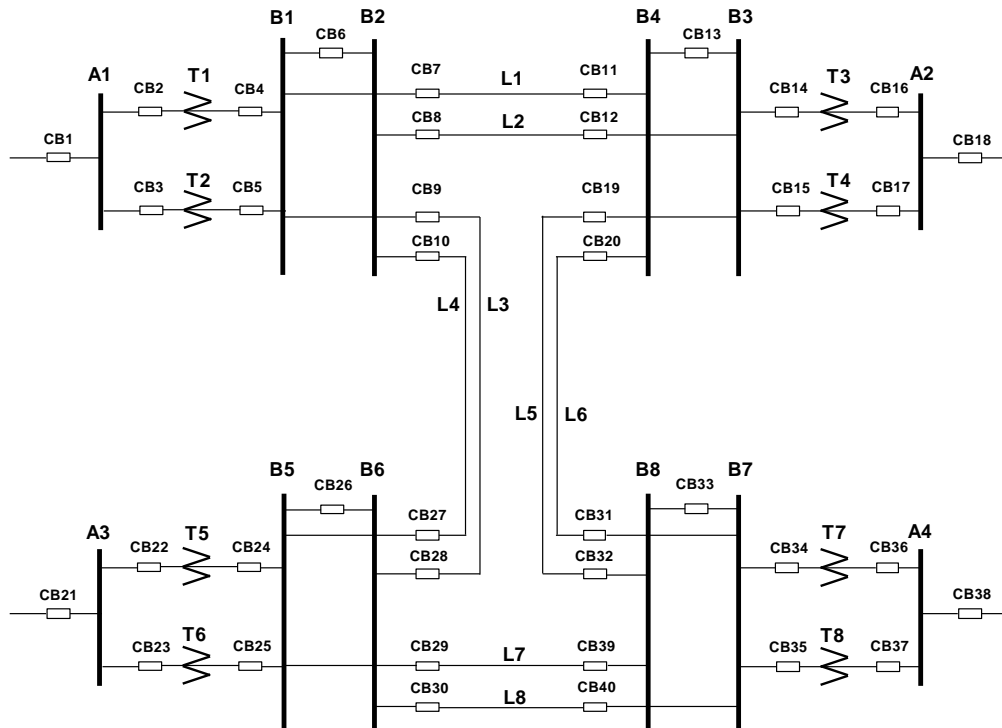 B1 B2 B4 B3
CB6 CB13
A1 CB2 T1 CB4 CB7 L1 CB11 CB14 T3 CB16 A2
CB8 L2 CB12
CB1 CB18
CB3 T2 CB5 CB9 CB19 CB15 T4 CB17
CB10 CB20
L4 L3
L5 L6
B5 B6 B8 B7
CB26 CB33
A3 CB22 T5 CB24 CB27 CB31 CB34 T7 CB36 A4
CB28 CB32
CB21 CB38
CB23 T6 CB25 CB29 L7 CB39 CB35 T8 CB37
CB30 L8 CB40